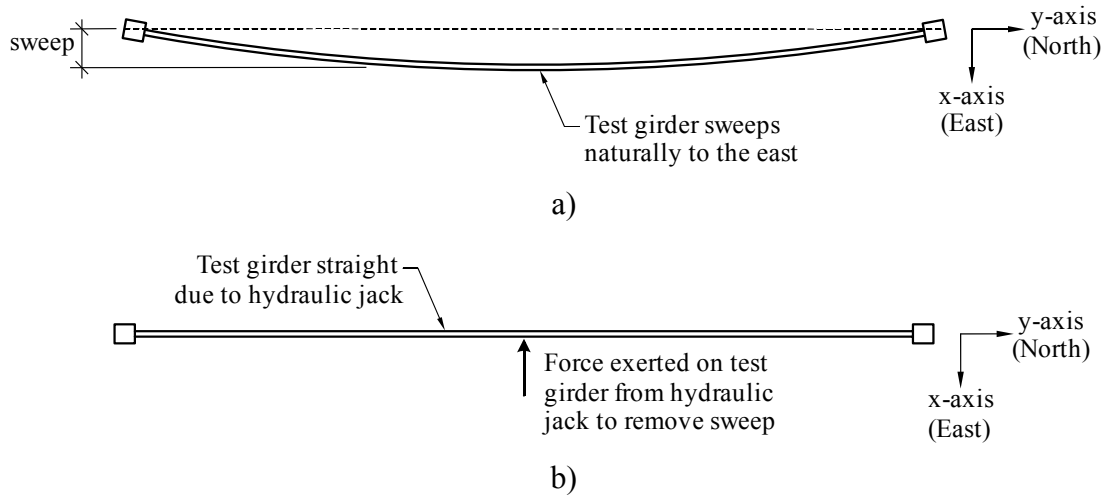 sweep
y-axis
(North)
x-axis
(East)
Test girder sweeps
naturally to the east
a)
Test girder straight
due to hydraulic jack
y-axis
(North)
Force exerted on test
girder from hydraulic
jack to remove sweep
x-axis
(East)
b)